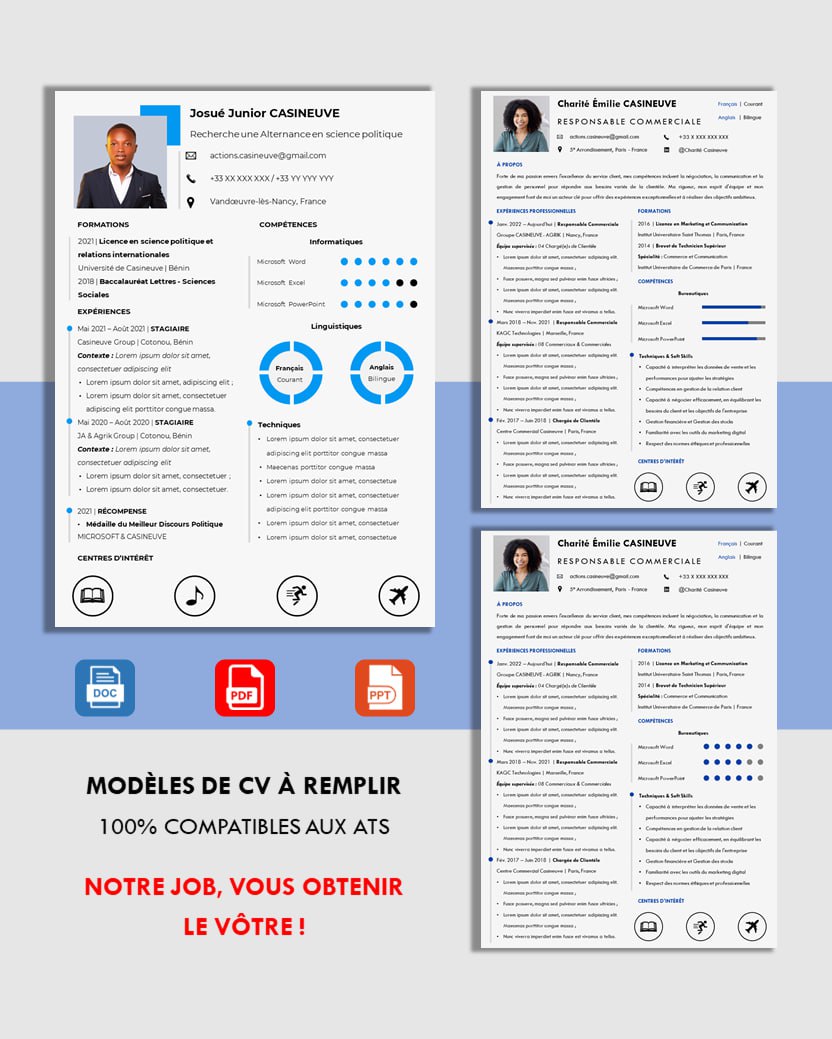 Josué Junior CASINEUVE
Recherche une Alternance en science politique
actions.casineuve@gmail.com
+33 XX XXX XXX / +33 YY YYY YYY
Vandœuvre-lès-Nancy, France
FORMATIONS
2021 | Licence en science politique et
relations internationales
Université de Casineuve | Bénin
2018 | Baccalauréat Lettres - Sciences
Sociales
EXPÉRIENCES
Mai 2021 – Août 2021 | STAGIAIRE
Casineuve Group | Cotonou, Bénin
Contexte : Lorem ipsum dolor sit amet,
consectetuer adipiscing elit
• Lorem ipsum dolor sit amet, adipiscing elit ;
• Lorem ipsum dolor sit amet, consectetuer
adipiscing elit porttitor congue massa.
Mai 2020 – Août 2020 | STAGIAIRE
JA & Agrik Group | Cotonou, Bénin
Contexte : Lorem ipsum dolor sit amet,
consectetuer adipiscing elit
• Lorem ipsum dolor sit amet, consectetuer ;
• Lorem ipsum dolor sit amet, consectetuer.
2021 | RÉCOMPENSE
• Médaille du Meilleur Discours Politique
MICROSOFT & CASINEUVE
CENTRES D'INTÉRÊT
COMPÉTENCES
Informatiques
Microsoft Word
Microsoft Excel
Microsoft PowerPoint
Linguistiques
Français
Courant
Anglais
Bilingue
Techniques
• Lorem ipsum dolor sit amet, consectetuer
adipiscing elit porttitor congue massa
• Maecenas porttitor congue massa
• Lorem ipsum dolor sit amet, consectetuer
• Lorem ipsum dolor sit amet, consectetuer
adipiscing elit porttitor congue massa
• Lorem ipsum dolor sit amet, consectetuer
• Lorem ipsum dolor sit amet, consectetue
DOC
PDF
PPT
MODÈLES DE CV À REMPLIR
100% COMPATIBLES AUX ATS
NOTRE JOB, VOUS OBTENIR
LE VÔTRE !
Charité Émilie CASINEUVE
RESPONSABLE COMMERCIALE
Français | Courant
Anglais | Bilingue
actions.casineuve@gmail.com
+33 X XXX XXX XXX
5e Arrondissement, Paris - France
@Charité Casineuve
À PROPOS
Forte de ma passion envers l'excellence du service client, mes compétences incluent la négociation, la communication et la
gestion de personnel pour répondre aux besoins variés de la clientèle. Ma rigueur, mon esprit d'équipe et mon
engagement font de moi un acteur clé pour offrir des expériences exceptionnelles et à réaliser des objectifs ambitieux.
EXPÉRIENCES PROFESSIONNELLES
Janv. 2022 – Aujourd'hui | Responsable Commerciale
Groupe CASINEUVE - AGRIK | Nancy, France
Équipe supervisée : 04 Chargé(e)s de Clientèle
• Lorem ipsum dolor sit amet, consectetuer adipiscing elit.
Maecenas porttitor congue massa ;
• Fusce posuere, magna sed pulvinar enim fusce est ultricies ;
• Lorem ipsum dolor sit amet, consectetuer adipiscing elit.
Maecenas porttitor congue massa ;
• Nunc viverra imperdiet enim fusce est vivamus a tellus.
Mars 2018 – Nov. 2021 | Responsable Commerciale
KAGC Technologies | Marseille, France
Équipe supervisée : 08 Commerciaux & Commerciales
• Lorem ipsum dolor sit amet, consectetuer adipiscing elit.
Maecenas porttitor congue massa ;
• Fusce posuere, magna sed pulvinar enim fusce est ultricies ;
• Lorem ipsum dolor sit amet, consectetuer adipiscing elit.
Maecenas porttitor congue massa ;
• Nunc viverra imperdiet enim fusce est vivamus a tellus.
Fév. 2017 – Juin 2018 | Chargée de Clientèle
Centre Commercial Casineuve | Paris, France
• Lorem ipsum dolor sit amet, consectetuer adipiscing elit.
Maecenas porttitor congue massa ;
• Fusce posuere, magna sed pulvinar enim fusce est ultricies ;
• Lorem ipsum dolor sit amet, consectetuer adipiscing elit.
Maecenas porttitor congue massa ;
• Nunc viverra imperdiet enim fusce est vivamus a tellus.
FORMATIONS
2016 | Licence en Marketing et Communication
Institut Universitaire Saint Thomas | Paris, France
2014 | Brevet de Technicien Supérieur
Spécialité : Commerce et Communication
Institut Universitaire de Commerce de Paris | France
COMPÉTENCES
Bureautiques
Microsoft Word
Microsoft Excel
Microsoft PowerPoint
Techniques & Soft Skills
• Capacité à interpréter les données de vente et les
performances pour ajuster les stratégies
• Compétences en gestion de la relation client
• Capacité à négocier efficacement, en équilibrant les
besoins du client et les objectifs de l'entreprise
• Gestion financière et Gestion des stocks
• Familiarité avec les outils du marketing digital
• Respect des normes éthiques et professionnelles
CENTRES D'INTÉRÊT
Charité Émilie CASINEUVE
RESPONSABLE COMMERCIALE
Français | Courant
Anglais | Bilingue
actions.casineuve@gmail.com
+33 X XXX XXX XXX
5e Arrondissement, Paris - France
@Charité Casineuve
À PROPOS
Forte de ma passion envers l'excellence du service client, mes compétences incluent la négociation, la communication et la
gestion de personnel pour répondre aux besoins variés de la clientèle. Ma rigueur, mon esprit d'équipe et mon
engagement font de moi un acteur clé pour offrir des expériences exceptionnelles et à réaliser des objectifs ambitieux.
EXPÉRIENCES PROFESSIONNELLES
Janv. 2022 – Aujourd'hui | Responsable Commerciale
Groupe CASINEUVE - AGRIK | Nancy, France
Équipe supervisée : 04 Chargé(e)s de Clientèle
• Lorem ipsum dolor sit amet, consectetuer adipiscing elit.
Maecenas porttitor congue massa ;
• Fusce posuere, magna sed pulvinar enim fusce est ultricies ;
• Lorem ipsum dolor sit amet, consectetuer adipiscing elit.
Maecenas porttitor congue massa ;
• Nunc viverra imperdiet enim fusce est vivamus a tellus.
Mars 2018 – Nov. 2021 | Responsable Commerciale
KAGC Technologies | Marseille, France
Équipe supervisée : 08 Commerciaux & Commerciales
• Lorem ipsum dolor sit amet, consectetuer adipiscing elit.
Maecenas porttitor congue massa ;
• Fusce posuere, magna sed pulvinar enim fusce est ultricies ;
• Lorem ipsum dolor sit amet, consectetuer adipiscing elit.
Maecenas porttitor congue massa ;
• Nunc viverra imperdiet enim fusce est vivamus a tellus.
Fév. 2017 – Juin 2018 | Chargée de Clientèle
Centre Commercial Casineuve | Paris, France
• Lorem ipsum dolor sit amet, consectetuer adipiscing elit.
Maecenas porttitor congue massa ;
• Fusce posuere, magna sed pulvinar enim fusce est ultricies ;
• Lorem ipsum dolor sit amet, consectetuer adipiscing elit.
Maecenas porttitor congue massa ;
• Nunc viverra imperdiet enim fusce est vivamus a tellus.
FORMATIONS
2016 | Licence en Marketing et Communication
Institut Universitaire Saint Thomas | Paris, France
2014 | Brevet de Technicien Supérieur
Spécialité : Commerce et Communication
Institut Universitaire de Commerce de Paris | France
COMPÉTENCES
Bureautiques
Microsoft Word
Microsoft Excel
Microsoft PowerPoint
Techniques & Soft Skills
• Capacité à interpréter les données de vente et les
performances pour ajuster les stratégies
• Compétences en gestion de la relation client
• Capacité à négocier efficacement, en équilibrant les
besoins du client et les objectifs de l'entreprise
• Gestion financière et Gestion des stocks
• Familiarité avec les outils du marketing digital
• Respect des normes éthiques et professionnelles
CENTRES D'INTÉRÊT